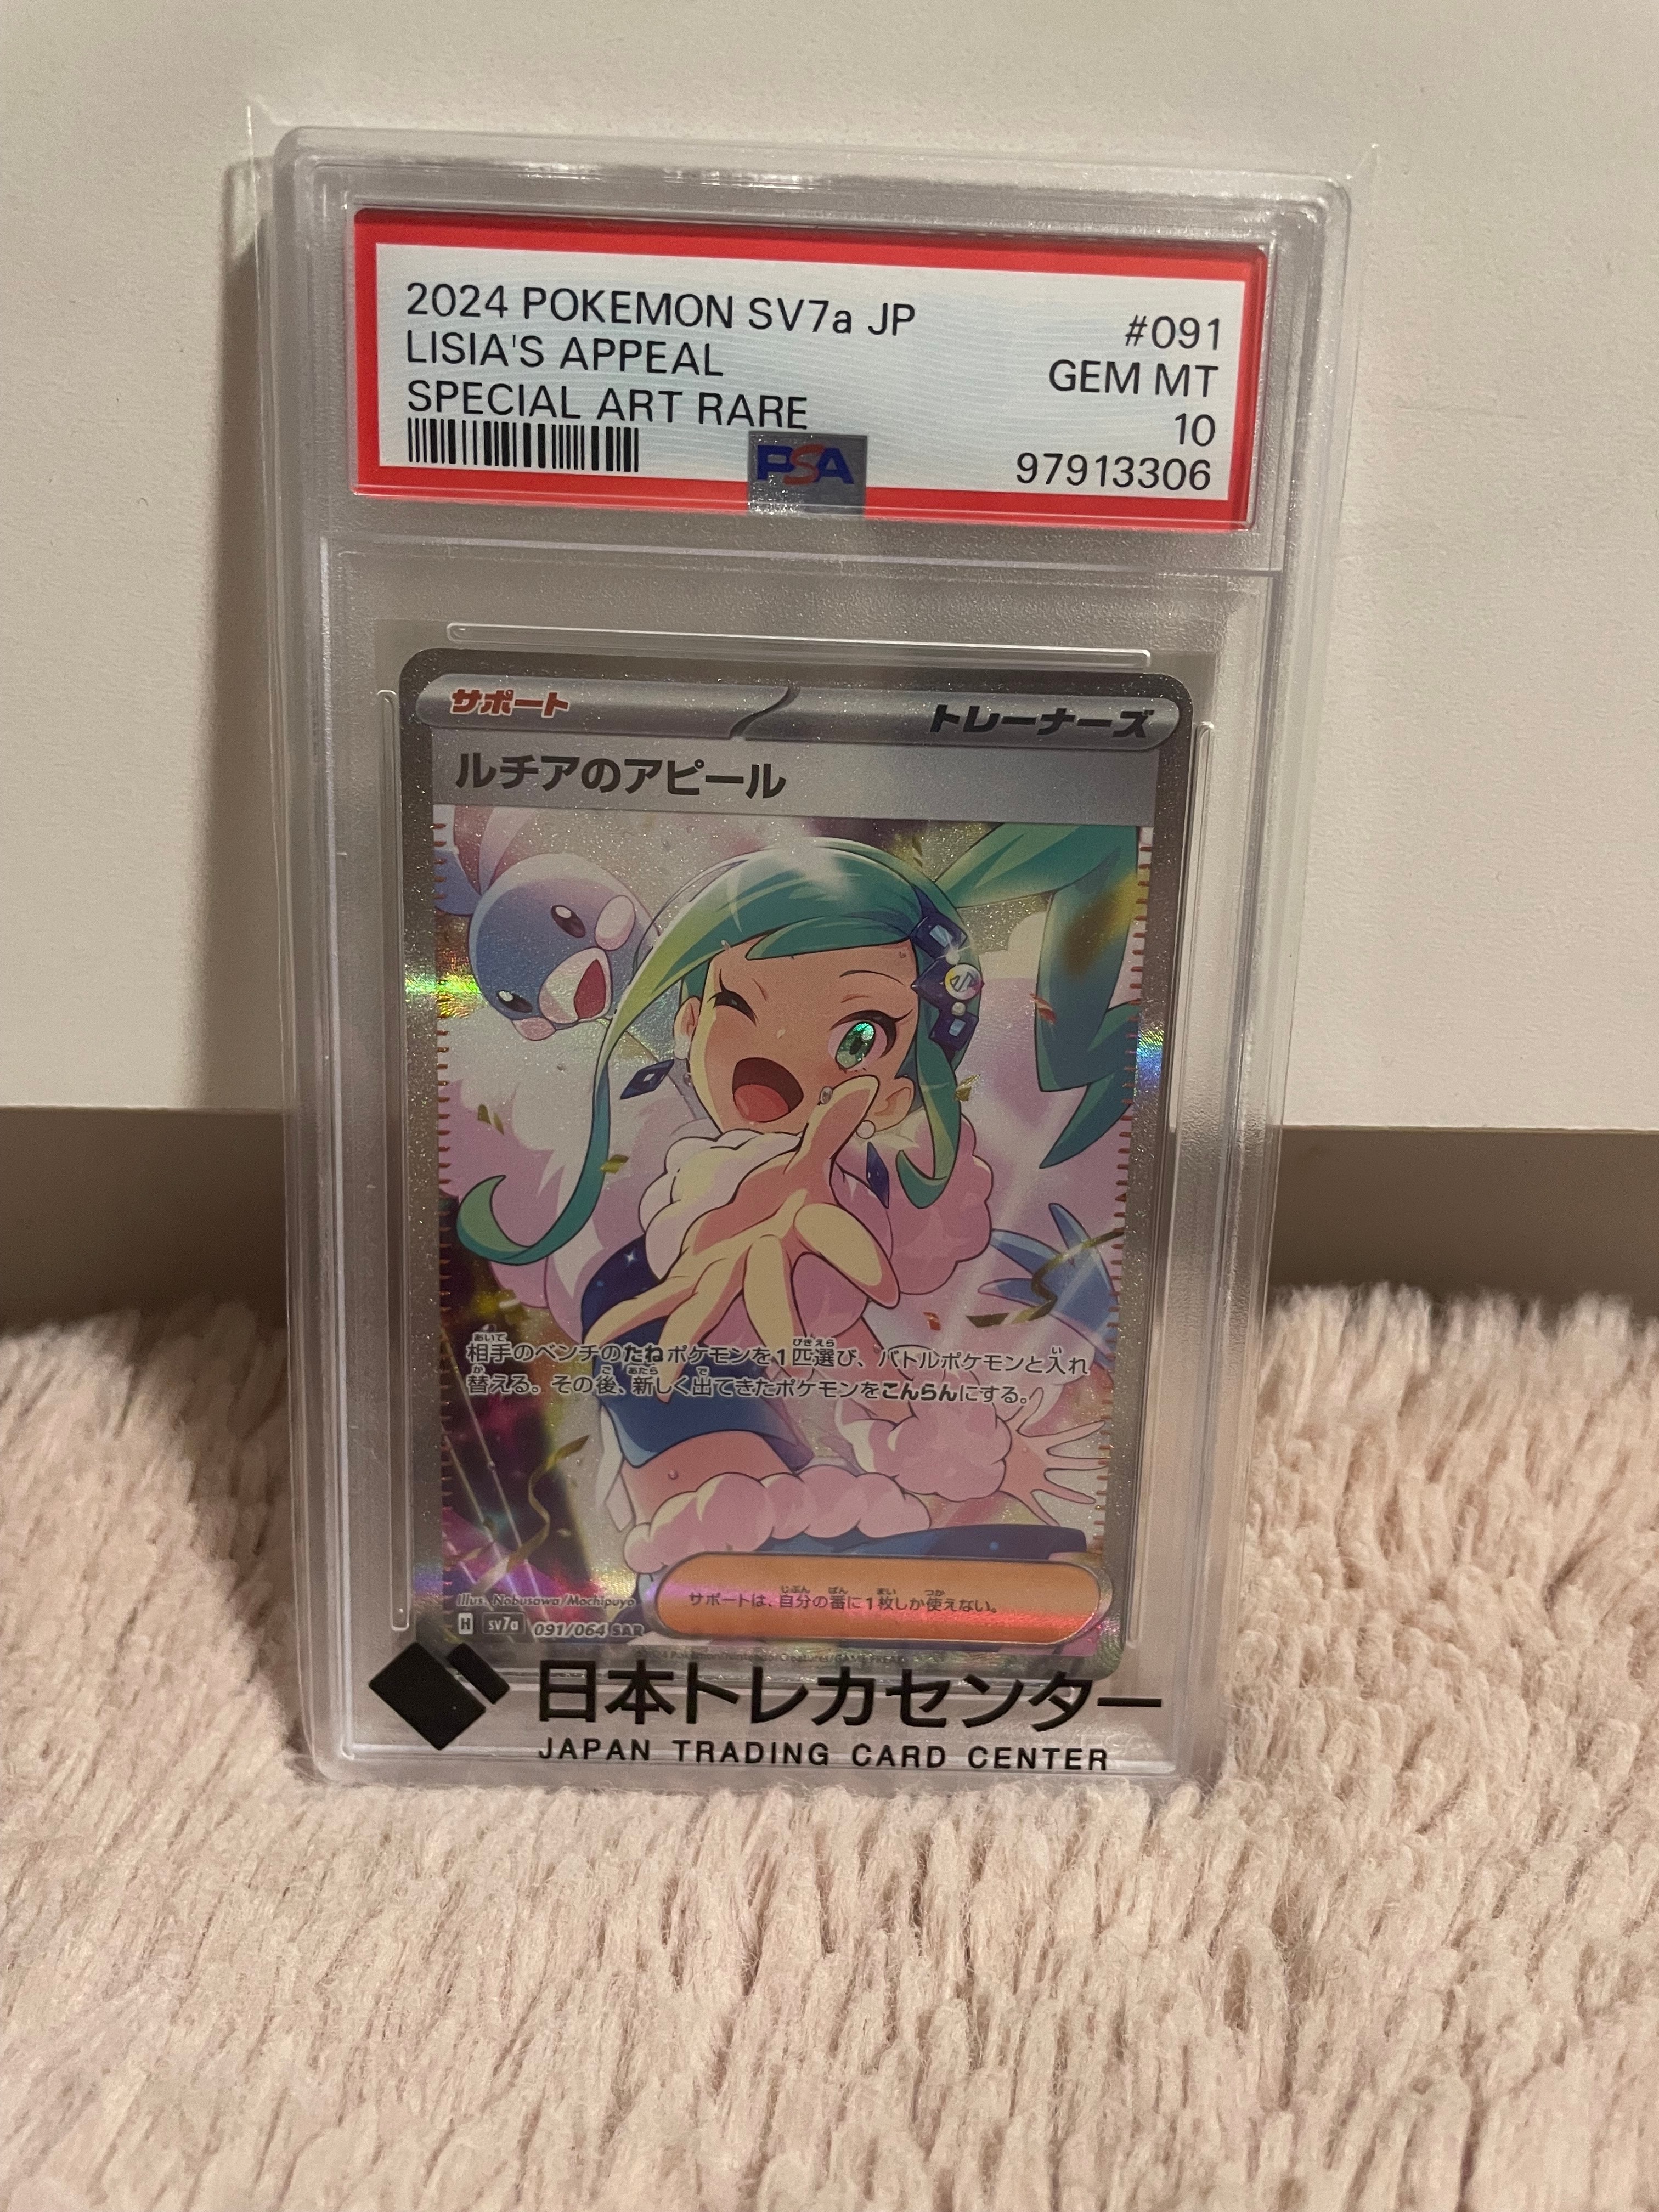 2024 POKEMON SV7a JP
#091
LISIA'S APPEAL
GEM MT
SPECIAL ART RARE
10
PSA
97913306
サポート
トレーナーズ
ルチアのアピール
相手のベンチのたねポケモンを1匹選び、バトルポケモンと入れ
替える。その後、新しく出てきたポケモンをこんらんにする。
サポートは、自分の番に1枚しか使えない。
Illus. Nobusawa/Mochipuyo
H sv7a 091/064 SAR
Pokémon/Nintendo/Creatures/GAME FREAK
日本トレカセンター
JAPAN TRADING CARD CENTER